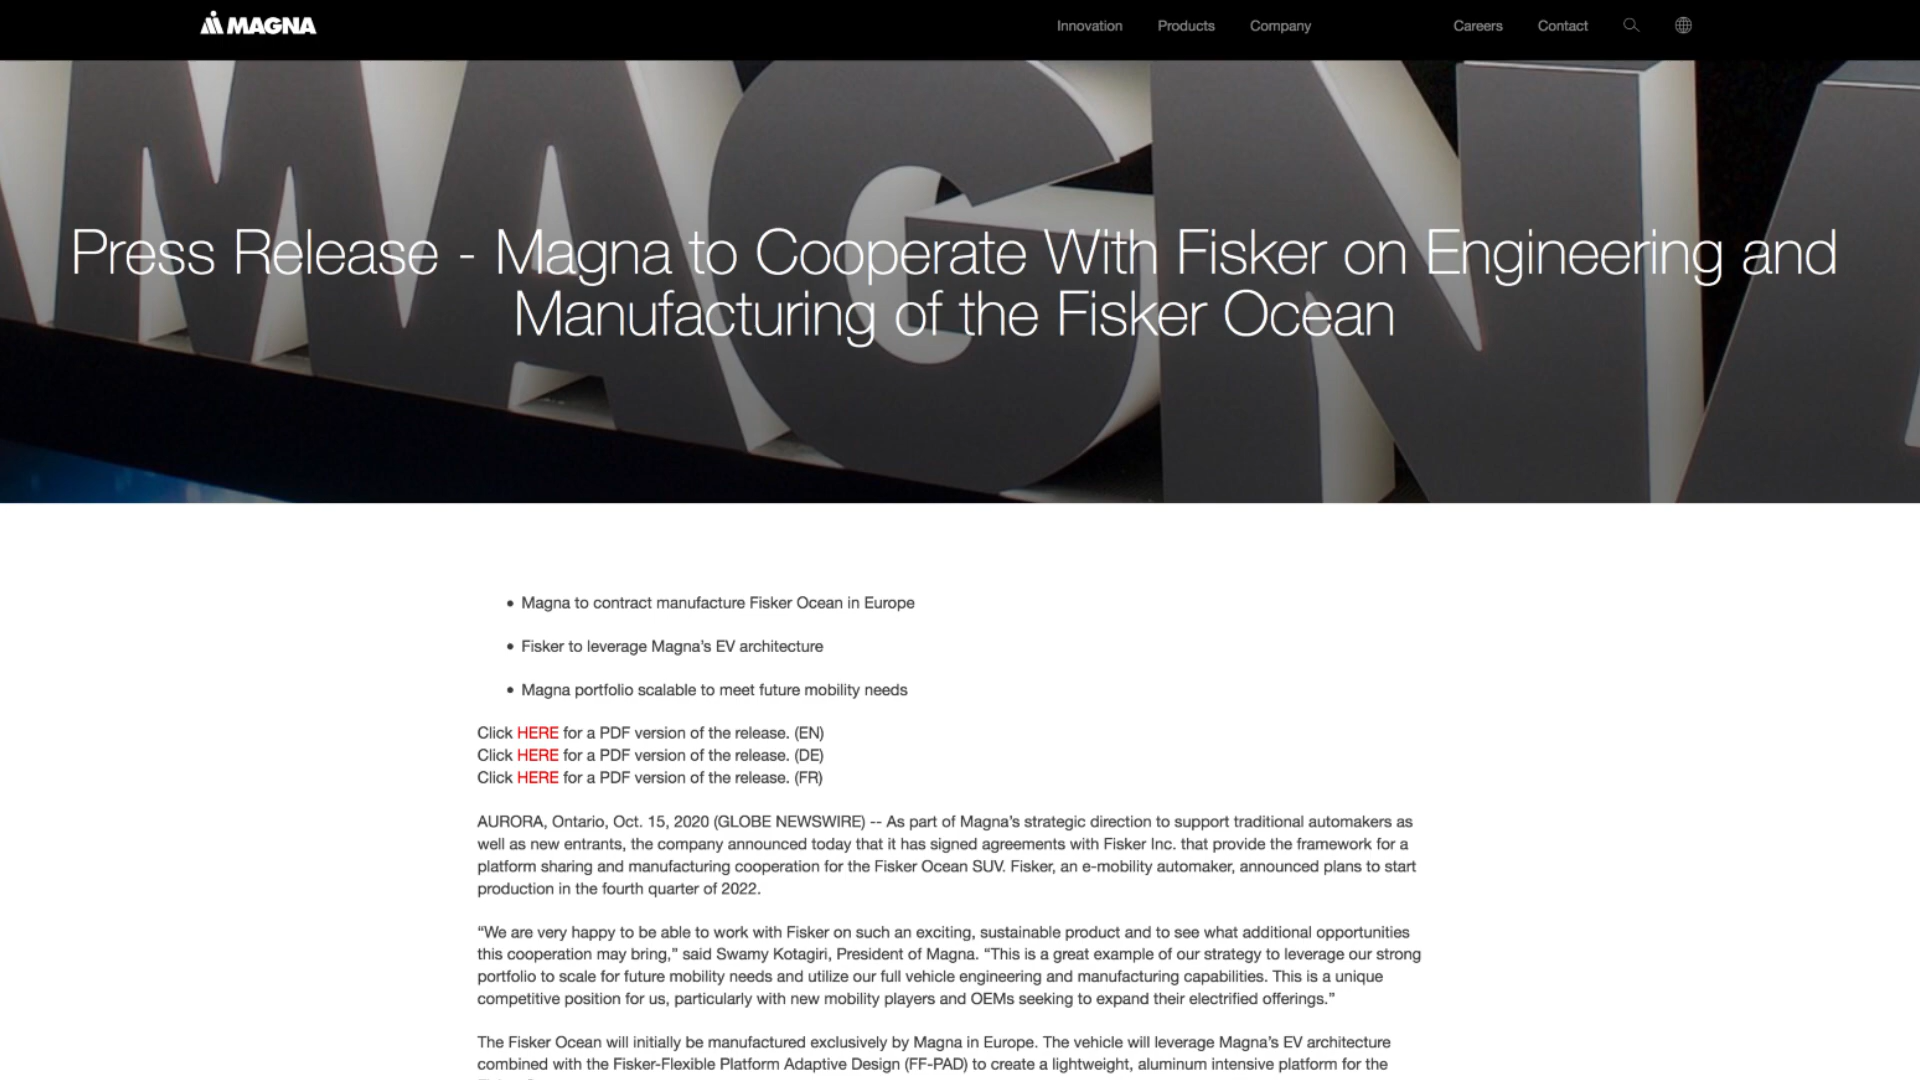 MAGNA
Innovation
Products
Company
Careers
Contact
MAGNA
Press Release - Magna to Cooperate With Fisker on Engineering and
Manufacturing of the Fisker Ocean
• Magna to contract manufacture Fisker Ocean in Europe
• Fisker to leverage Magna’s EV architecture
• Magna portfolio scalable to meet future mobility needs
Click HERE for a PDF version of the release. (EN)
Click HERE for a PDF version of the release. (DE)
Click HERE for a PDF version of the release. (FR)
AURORA, Ontario, Oct. 15, 2020 (GLOBE NEWSWIRE) -- As part of Magna’s strategic direction to support traditional automakers as
well as new entrants, the company announced today that it has signed agreements with Fisker Inc. that provide the framework for a
platform sharing and manufacturing cooperation for the Fisker Ocean SUV. Fisker, an e-mobility automaker, announced plans to start
production in the fourth quarter of 2022.
“We are very happy to be able to work with Fisker on such an exciting, sustainable product and to see what additional opportunities
this cooperation may bring,” said Swamy Kotagiri, President of Magna. “This is a great example of our strategy to leverage our strong
portfolio to scale for future mobility needs and utilize our full vehicle engineering and manufacturing capabilities. This is a unique
competitive position for us, particularly with new mobility players and OEMs seeking to expand their electrified offerings.”
The Fisker Ocean will initially be manufactured exclusively by Magna in Europe. The vehicle will leverage Magna’s EV architecture
combined with the Fisker-Flexible Platform Adaptive Design (FF-PAD) to create a lightweight, aluminum intensive platform for the